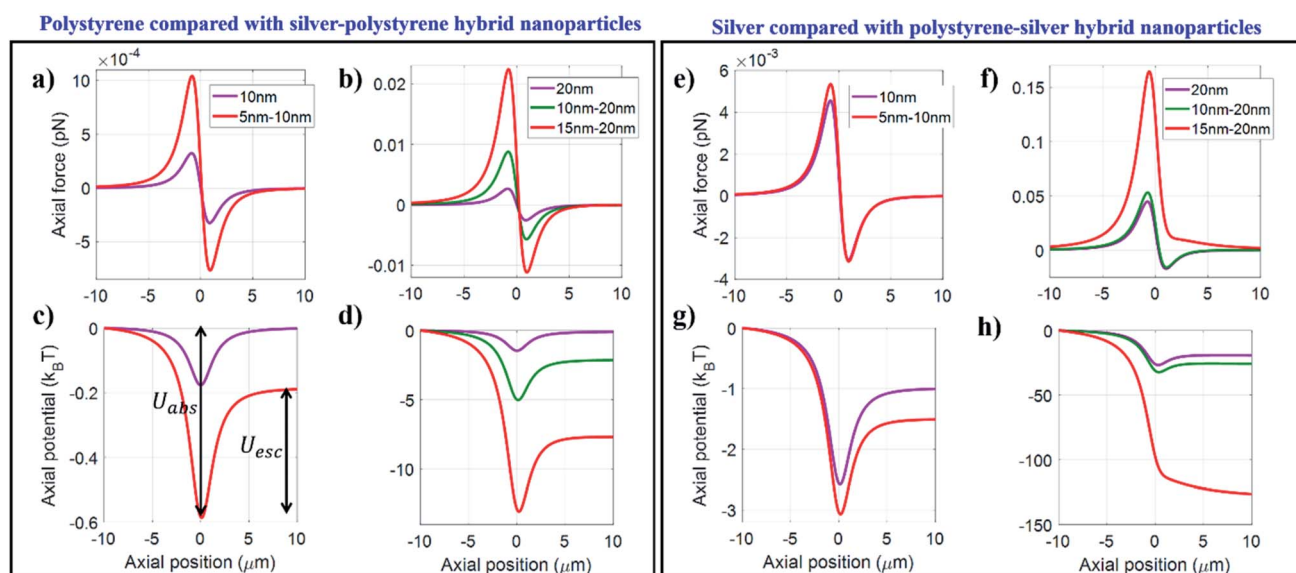 Polystyrene compared with silver-polystyrene hybrid nanoparticles
Silver compared with polystyrene-silver hybrid nanoparticles
a)
×10⁻⁴
10
5
0
-5
Axial force (pN)
-10 -5 0 5 10
10nm
5nm-10nm
b)
0.02
0.01
0
-0.01
-10 -5 0 5 10
20nm
10nm-20nm
15nm-20nm
c)
0
-0.2
-0.4
-0.6
Axial potential (k_BT)
U_abs
U_esc
-10 -5 0 5 10
Axial position (μm)
d)
0
-5
-10
-10 -5 0 5 10
Axial position (μm)
e)
×10⁻³
6
4
2
0
-2
-4
Axial force (pN)
-10 -5 0 5 10
10nm
5nm-10nm
f)
0.15
0.1
0.05
0
-10 -5 0 5 10
20nm
10nm-20nm
15nm-20nm
g)
0
-1
-2
-3
Axial potential (k_BT)
-10 -5 0 5 10
Axial position (μm)
h)
0
-50
-100
-150
-10 -5 0 5 10
Axial position (μm)